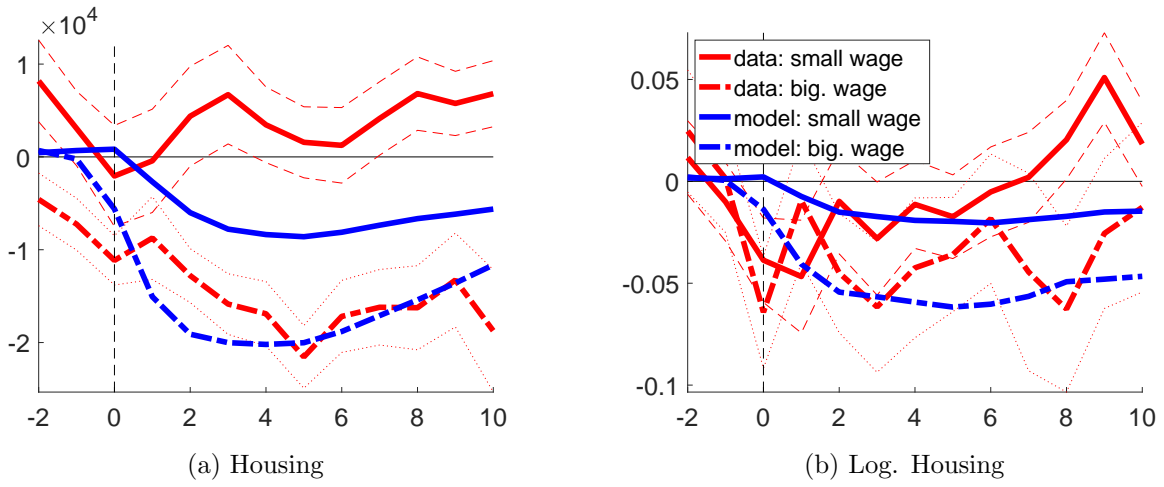 ×10⁴
1
0
-1
-2
-2 0 2 4 6 8 10
(a) Housing
0.05
0
-0.05
-0.1
data: small wage
data: big. wage
model: small wage
model: big. wage
-2 0 2 4 6 8 10
(b) Log. Housing